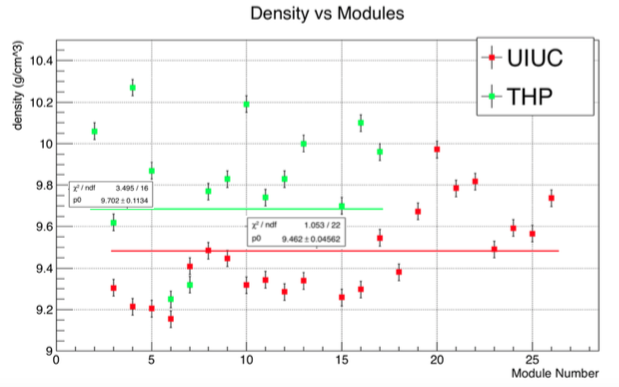 Density vs Modules
density (g/cm^3)
UIUC
THP
10.4
10.2
10
9.8
9.6
9.4
9.2
9
χ² / ndf 3.495 / 16
p0 9.702 ± 0.1134
χ² / ndf 1.053 / 22
p0 9.462 ± 0.04562
0 5 10 15 20 25
Module Number